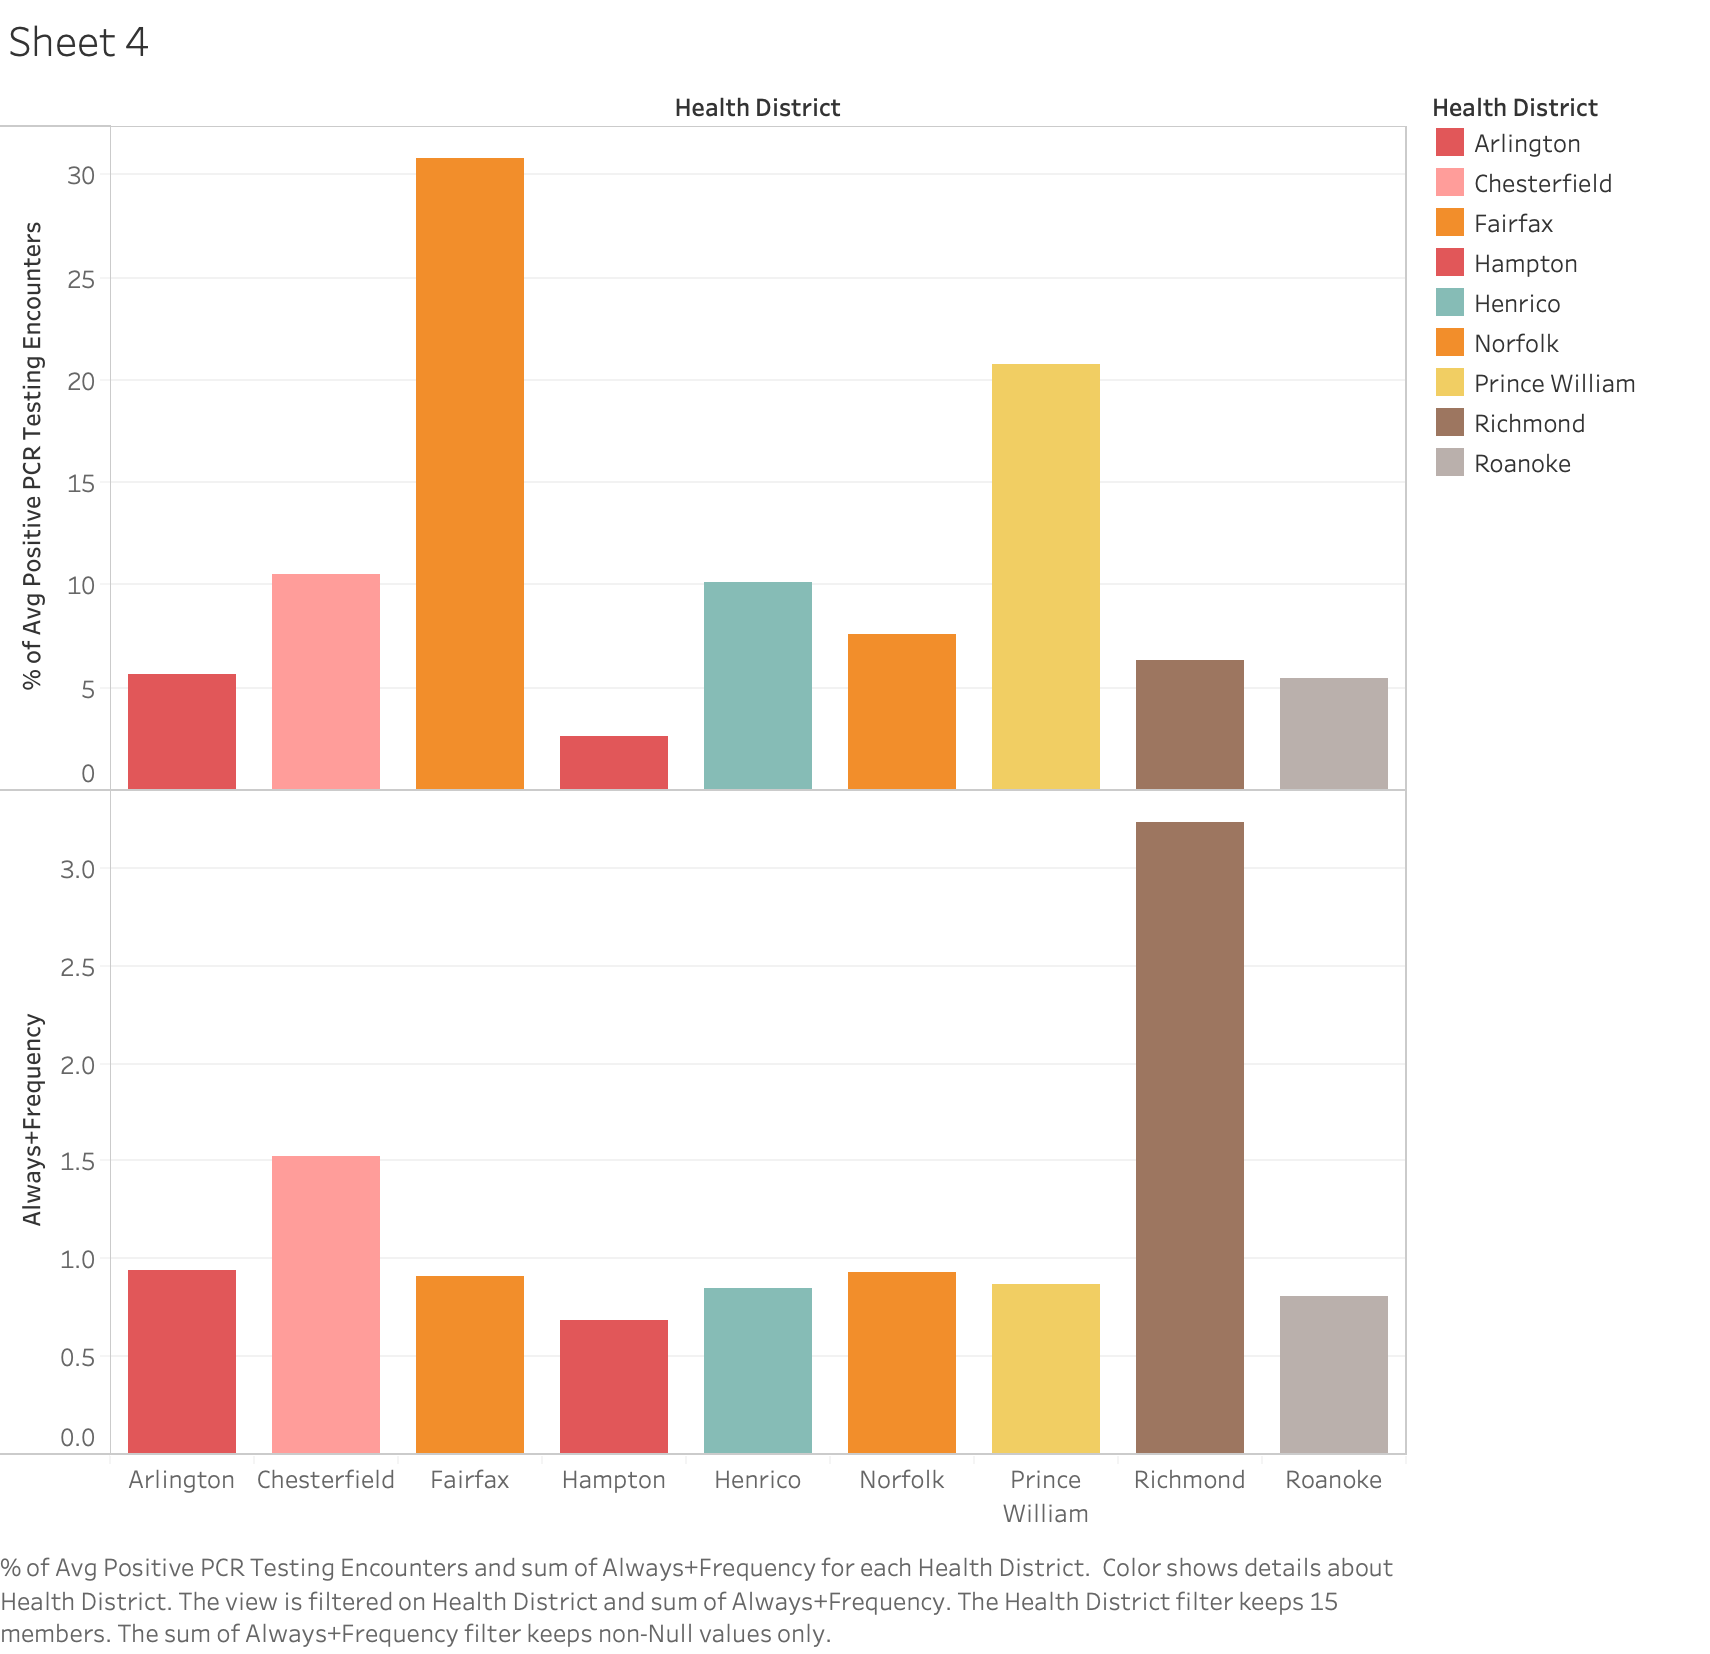 Sheet 4
Health District
% of Avg Positive PCR Testing Encounters
30
25
20
15
10
5
0
Always+Frequency
3.0
2.5
2.0
1.5
1.0
0.5
0.0
Arlington
Chesterfield
Fairfax
Hampton
Henrico
Norfolk
Prince
William
Richmond
Roanoke
Health District
Arlington
Chesterfield
Fairfax
Hampton
Henrico
Norfolk
Prince William
Richmond
Roanoke
% of Avg Positive PCR Testing Encounters and sum of Always+Frequency for each Health District.  Color shows details about
Health District. The view is filtered on Health District and sum of Always+Frequency. The Health District filter keeps 15
members. The sum of Always+Frequency filter keeps non-Null values only.